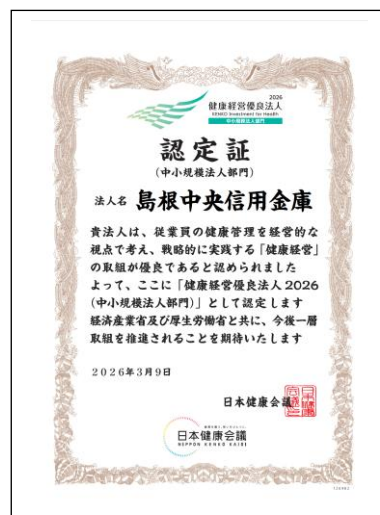 2026
健康経営優良法人
KENKO Investment for Health
中小規模法人部門
認定証
(中小規模法人部門)
法人名 島根中央信用金庫
貴法人は、従業員の健康管理を経営的な
視点で考え、戦略的に実践する「健康経営」
の取組が優良であると認められました
よって、ここに「健康経営優良法人2026
(中小規模法人部門)」として認定します
経済産業省及び厚生労働省と共に、今後一層
取組を推進されることを期待いたします
2026年3月9日
日本健康会議
日本健康会議
NIPPON KENKO KAIGI